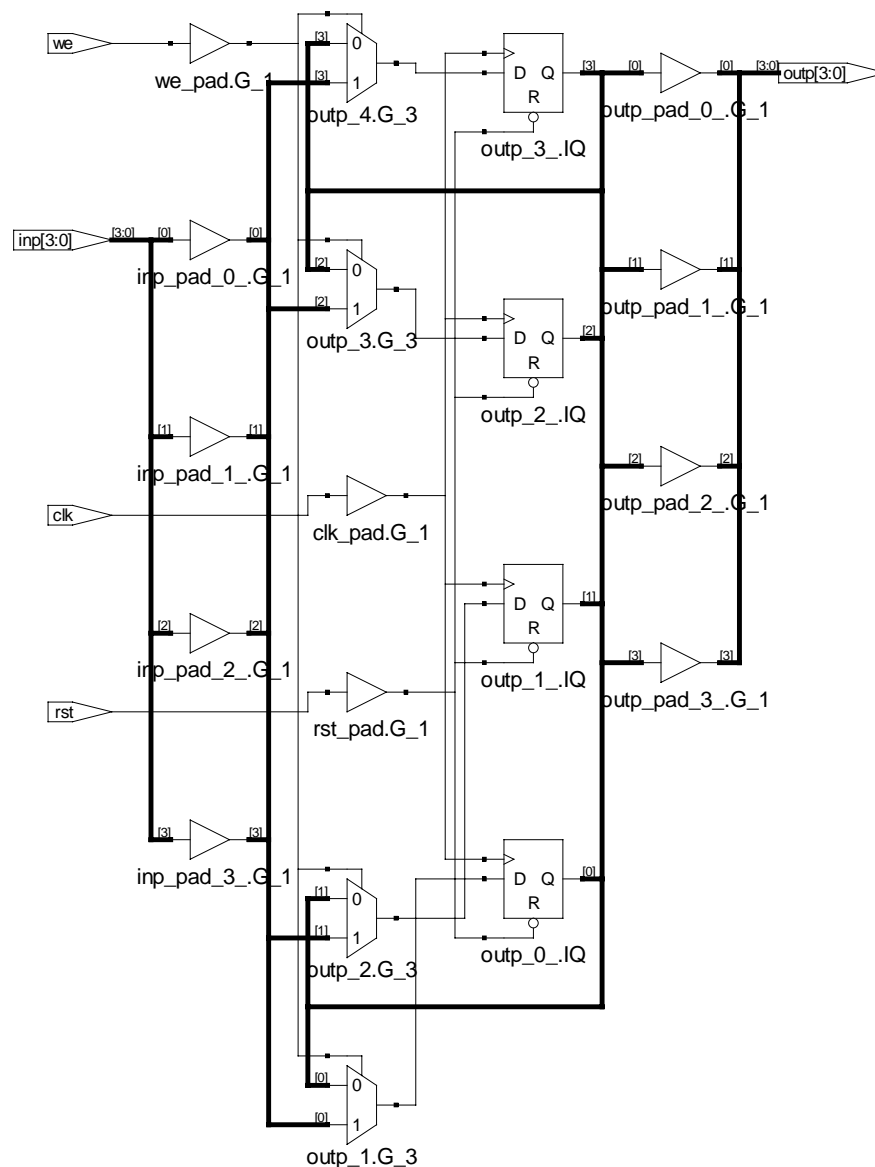 we
[3] 0
[3] 1
we_pad.G_1
outp_4.G_3
D Q
R
[3]
outp_3_.IQ
[0] [0]
outp_pad_0_.G_1
[3:0] outp[3:0]
inp[3:0] [3:0] [0] [0]
inp_pad_0_.G_1
[2] 0
[2] 1
outp_3.G_3
[1] [1]
outp_pad_1_.G_1
D Q
R
[2]
outp_2_.IQ
[1] [1]
inp_pad_1_.G_1
[2] [2]
outp_pad_2_.G_1
clk
clk_pad.G_1
D Q
R
[1]
outp_1_.IQ
[2] [2]
inp_pad_2_.G_1
[3] [3]
outp_pad_3_.G_1
rst
rst_pad.G_1
[3] [3]
inp_pad_3_.G_1
D Q
R
[0]
outp_0_.IQ
[1] 0
[1] 1
outp_2.G_3
[0] 0
[0] 1
outp_1.G_3